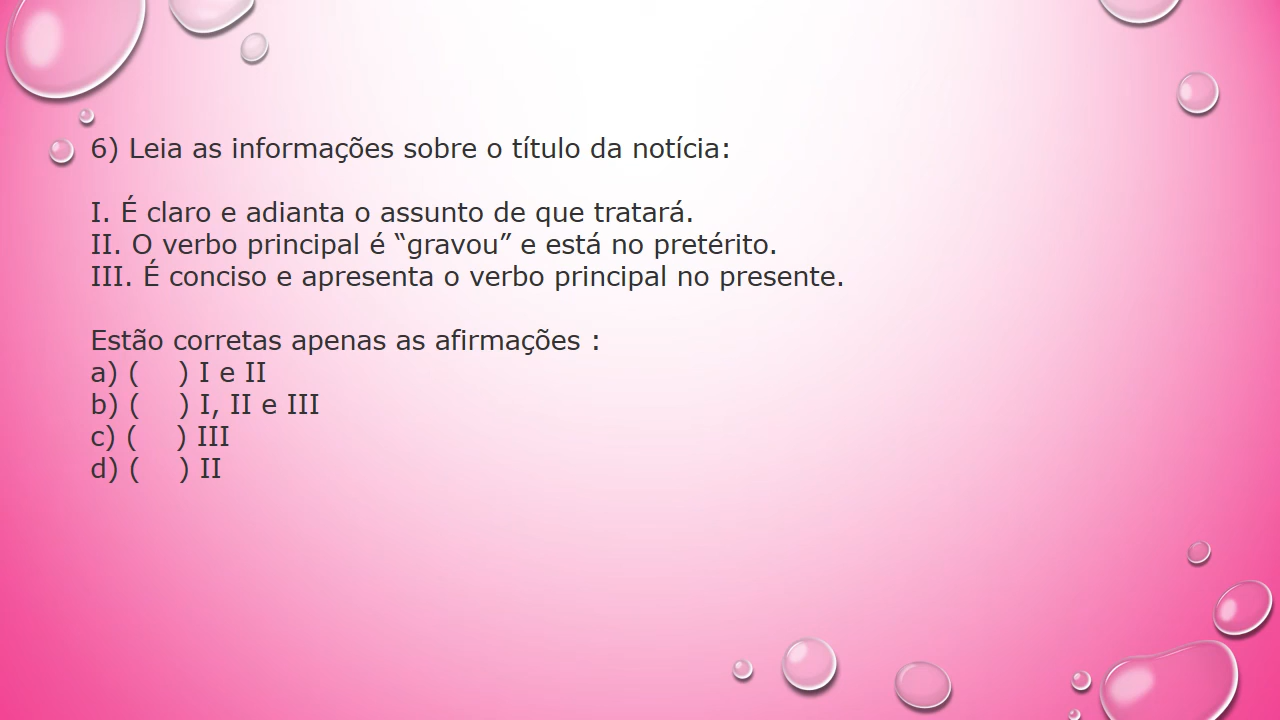 6) Leia as informações sobre o título da notícia:
I. É claro e adianta o assunto de que tratará.
II. O verbo principal é “gravou” e está no pretérito.
III. É conciso e apresenta o verbo principal no presente.
Estão corretas apenas as afirmações :
a) (    ) I e II
b) (    ) I, II e III
c) (    ) III
d) (    ) II